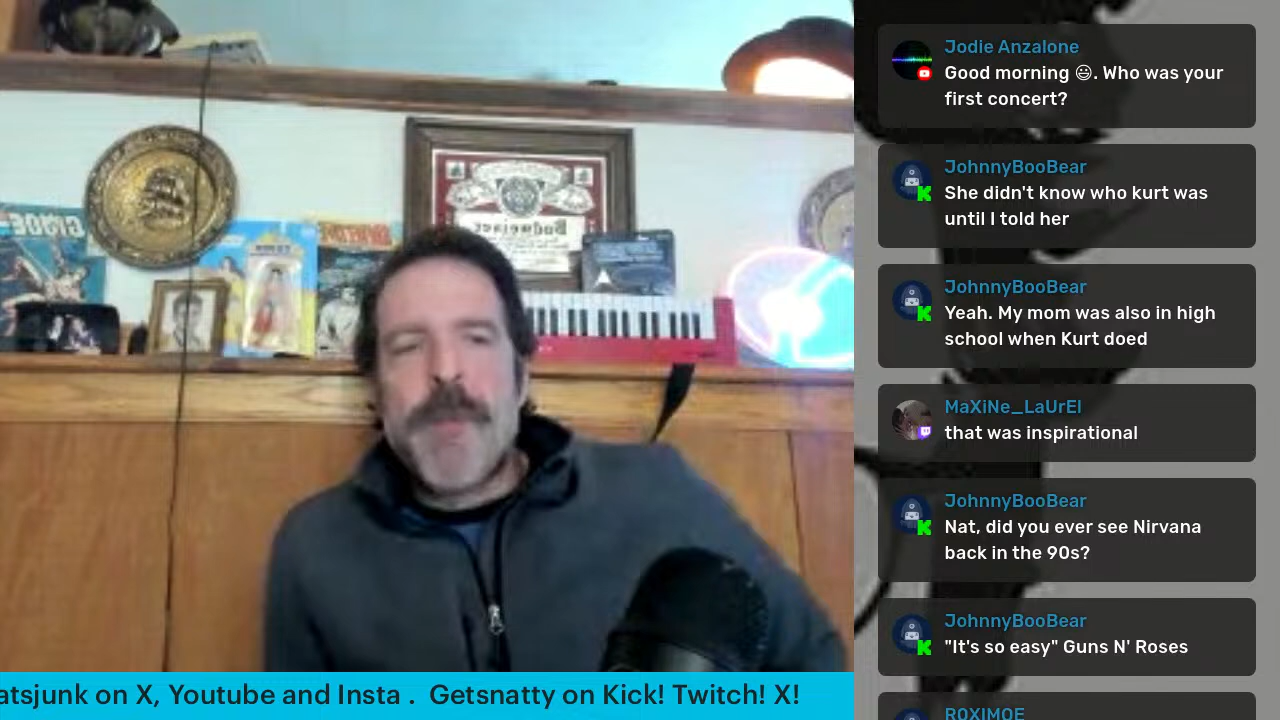 Jodie Anzalone
Good morning 😃. Who was your
first concert?
JohnnyBooBear
She didn't know who kurt was
until I told her
JohnnyBooBear
Yeah. My mom was also in high
school when Kurt doed
MaXiNe_LaUrEl
that was inspirational
JohnnyBooBear
Nat, did you ever see Nirvana
back in the 90s?
JohnnyBooBear
"It's so easy" Guns N' Roses
ROXIMOE
GIJOE
Budweiser
atsjunk on X, Youtube and Insta . Getsnatty on Kick! Twitch! X!